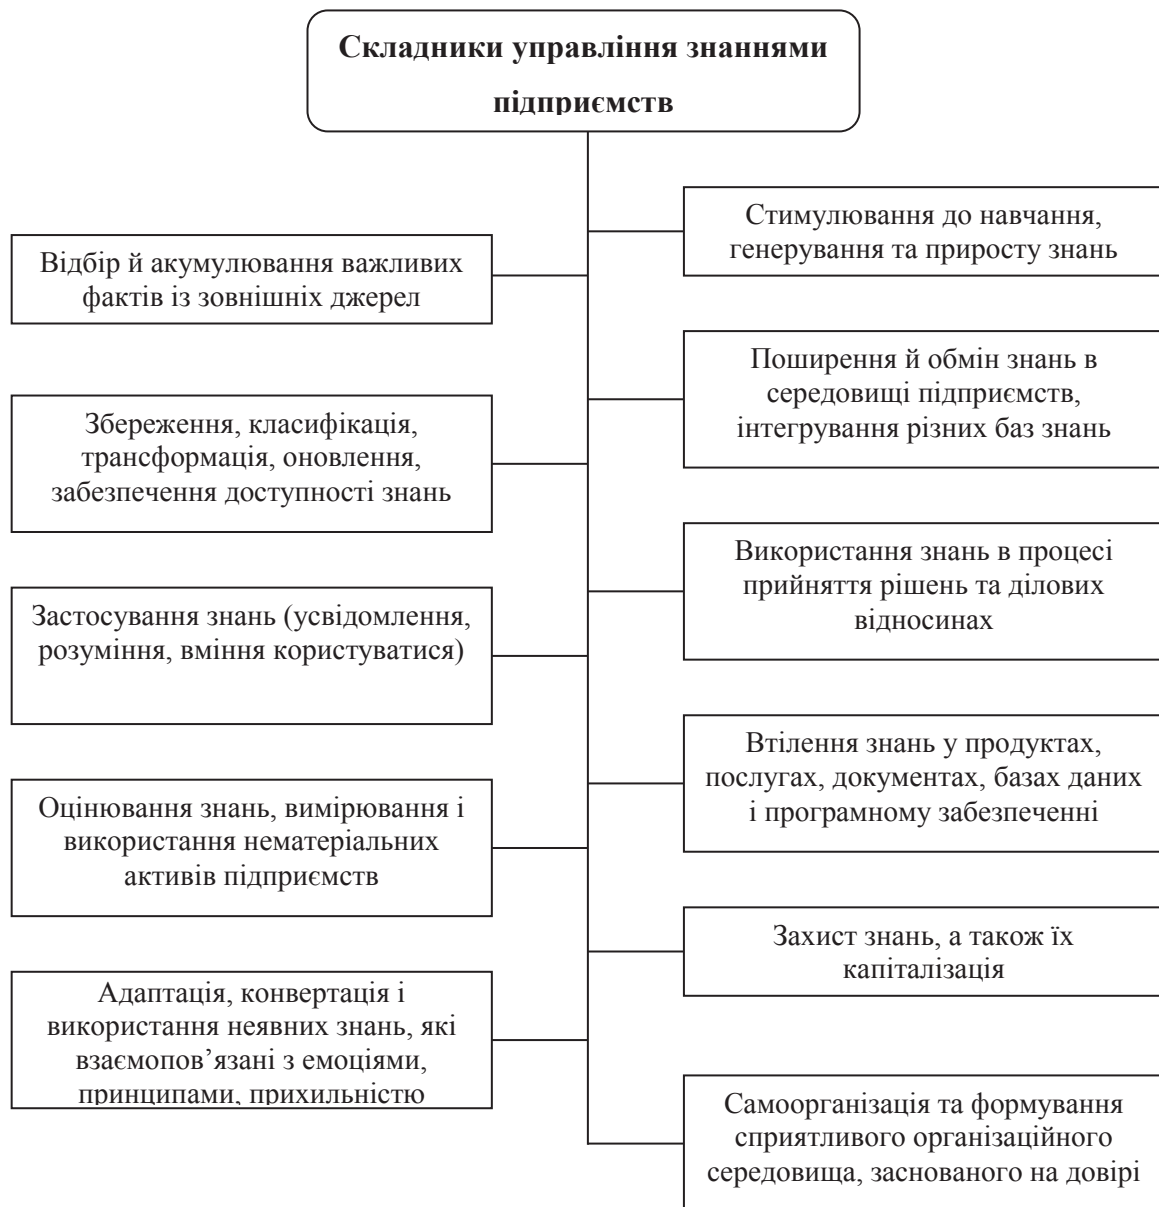 Складники управління знаннями
підприємств
Стимулювання до навчання,
генерування та приросту знань
Відбір й акумулювання важливих
фактів із зовнішніх джерел
Поширення й обмін знань в
середовищі підприємств,
інтегрування різних баз знань
Збереження, класифікація,
трансформація, оновлення,
забезпечення доступності знань
Використання знань в процесі
прийняття рішень та ділових
відносинах
Застосування знань (усвідомлення,
розуміння, вміння користуватися)
Втілення знань у продуктах,
послугах, документах, базах даних
і програмному забезпеченні
Оцінювання знань, вимірювання і
використання нематеріальних
активів підприємств
Захист знань, а також їх
капіталізація
Адаптація, конвертація і
використання неявних знань, які
взаємопов’язані з емоціями,
принципами, прихильністю
Самоорганізація та формування
сприятливого організаційного
середовища, заснованого на довірі